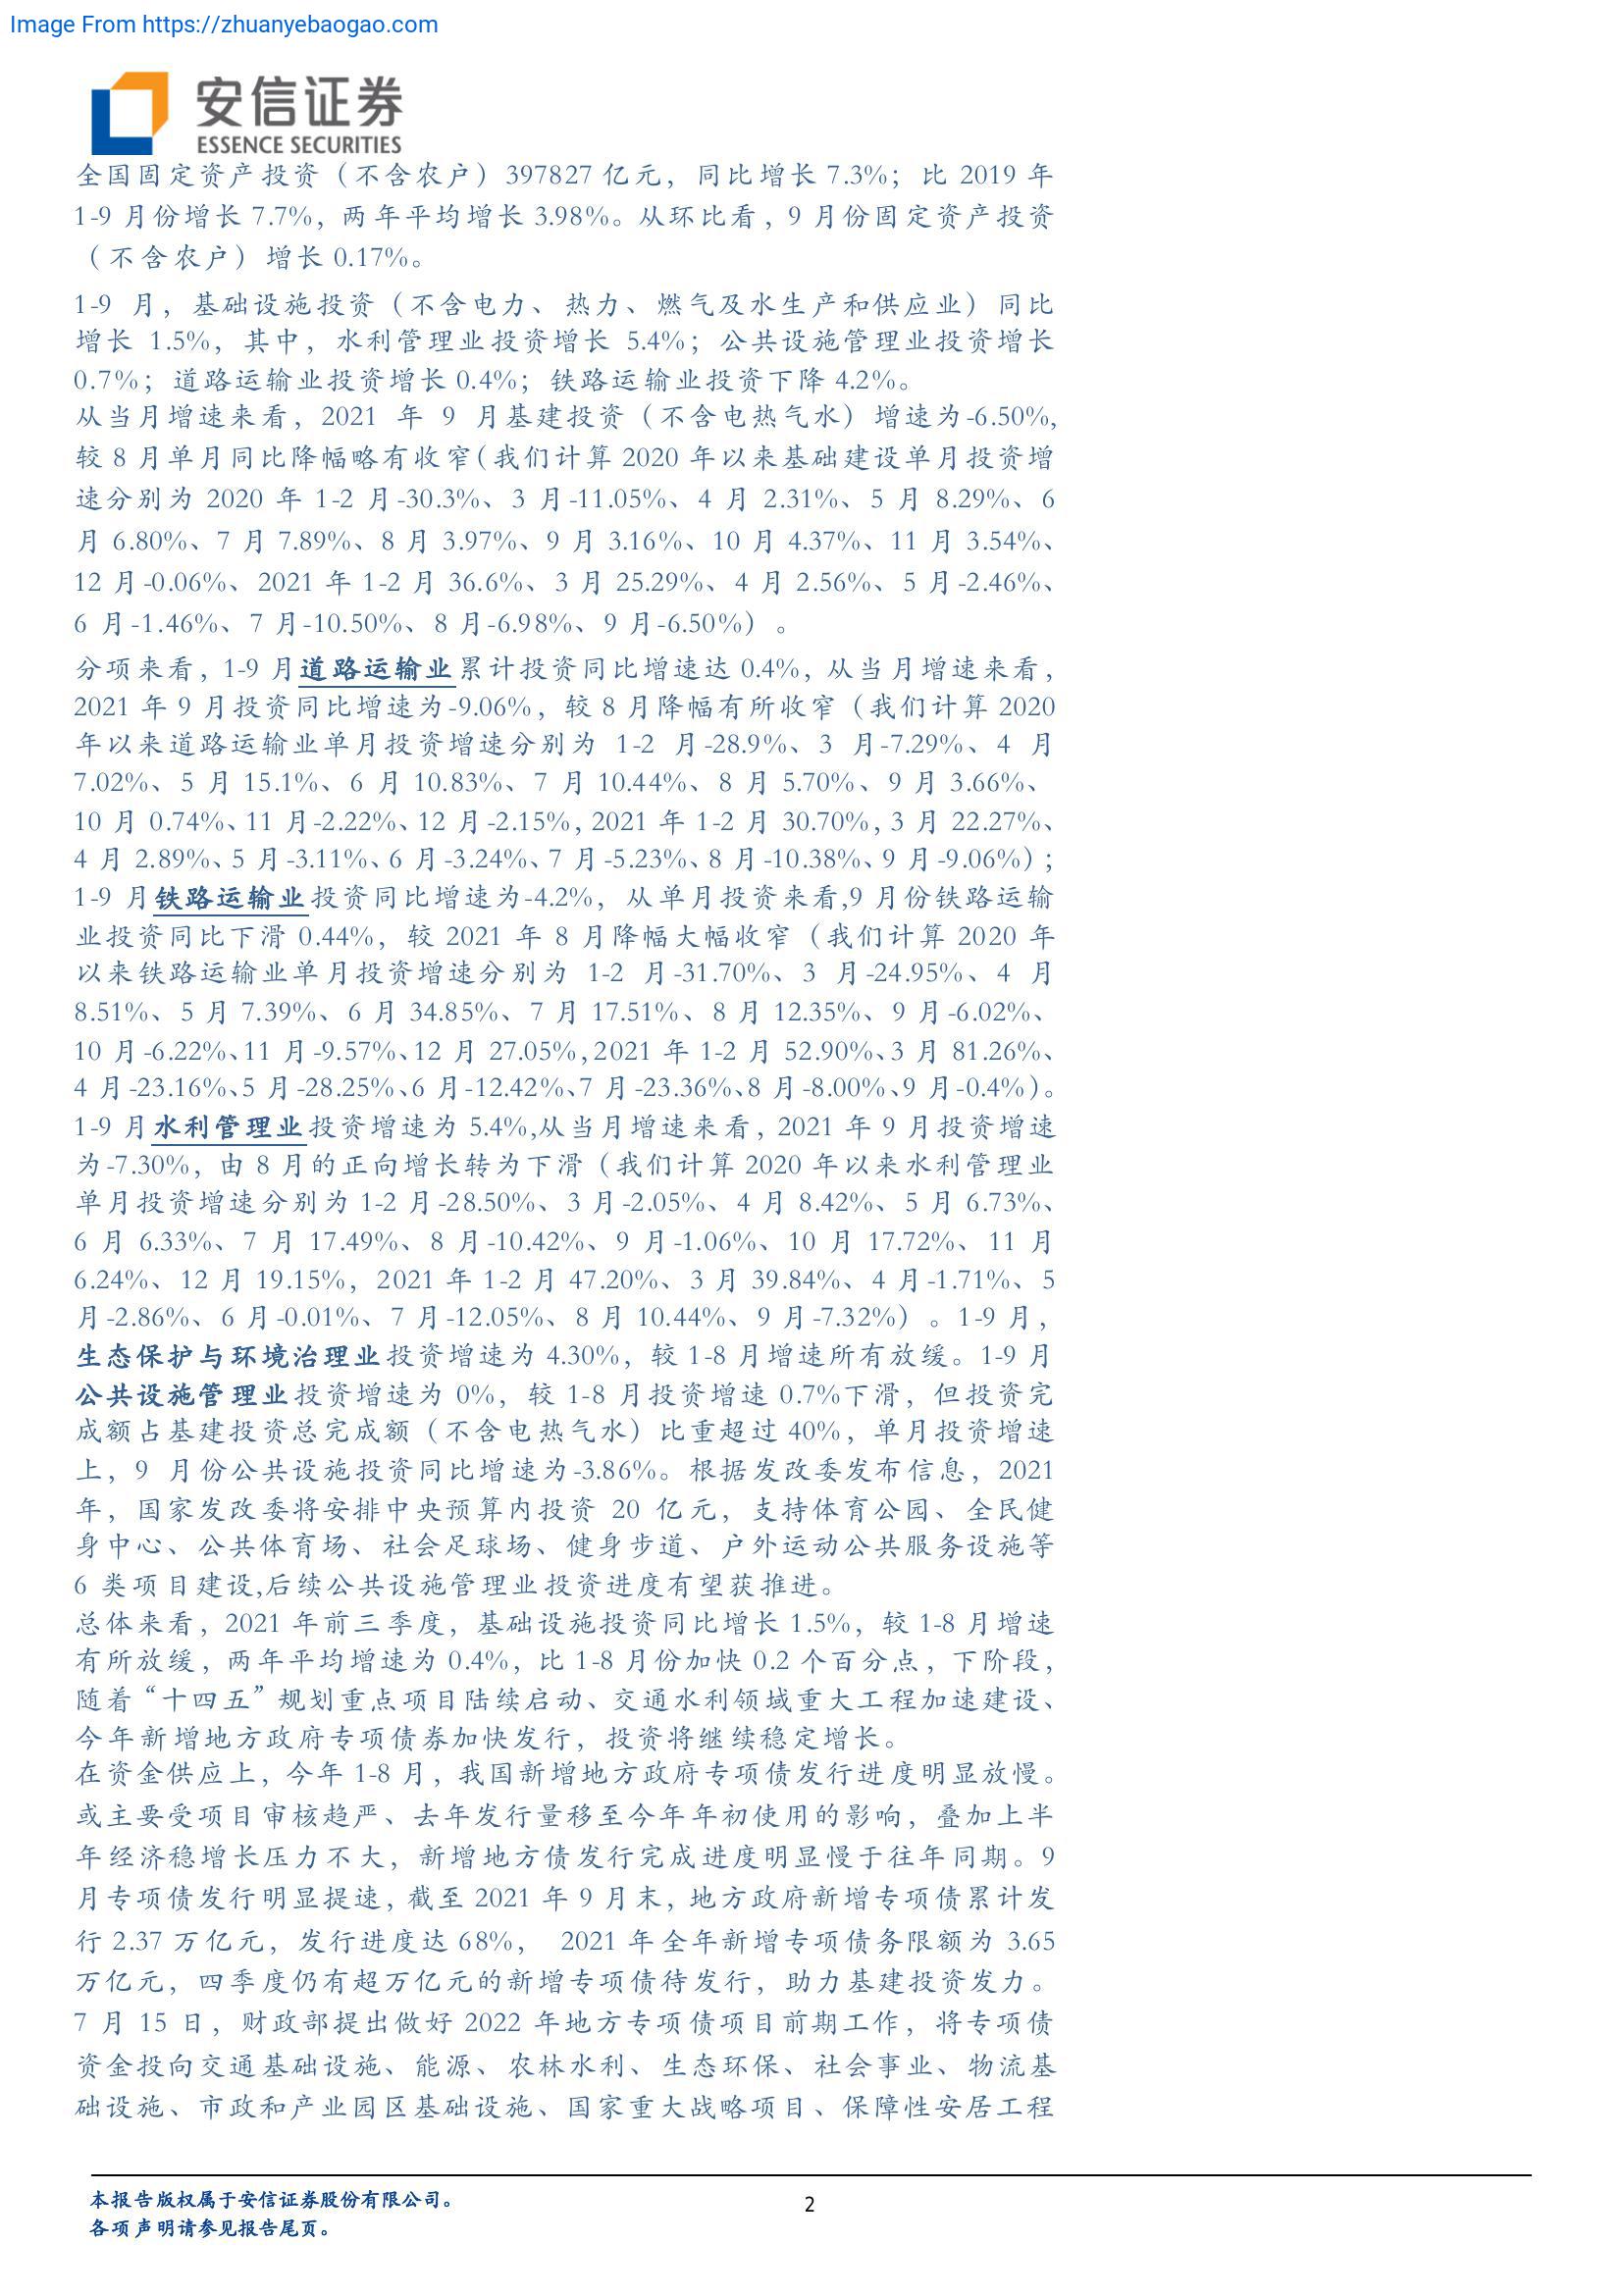 Image From https://zhuanyebaogao.com
安信证券
ESSENCE SECURITIES
全国固定资产投资（不含农户）397827 亿元，同比增长 7.3%；比 2019 年
1-9 月份增长 7.7%，两年平均增长 3.98%。从环比看，9 月份固定资产投资
（不含农户）增长 0.17%。
1-9 月，基础设施投资（不含电力、热力、燃气及水生产和供应业）同比
增长 1.5%，其中，水利管理业投资增长 5.4%；公共设施管理业投资增长
0.7%；道路运输业投资增长 0.4%；铁路运输业投资下降 4.2%。
从当月增速来看，2021 年 9 月基建投资（不含电热气水）增速为-6.50%，
较 8 月单月同比降幅略有收窄（我们计算 2020 年以来基础建设单月投资增
速分别为 2020 年 1-2 月-30.3%、3 月-11.05%、4 月 2.31%、5 月 8.29%、6
月 6.80%、7 月 7.89%、8 月 3.97%、9 月 3.16%、10 月 4.37%、11 月 3.54%、
12 月-0.06%、2021 年 1-2 月 36.6%、3 月 25.29%、4 月 2.56%、5 月-2.46%、
6 月-1.46%、7 月-10.50%、8 月-6.98%、9 月-6.50%）。
分项来看，1-9 月道路运输业累计投资同比增速达 0.4%，从当月增速来看，
2021 年 9 月投资同比增速为-9.06%，较 8 月降幅有所收窄（我们计算 2020
年以来道路运输业单月投资增速分别为 1-2 月-28.9%、3 月-7.29%、4 月
7.02%、5 月 15.1%、6 月 10.83%、7 月 10.44%、8 月 5.70%、9 月 3.66%、
10 月 0.74%、11 月-2.22%、12 月-2.15%，2021 年 1-2 月 30.70%，3 月 22.27%、
4 月 2.89%、5 月-3.11%、6 月-3.24%、7 月-5.23%、8 月-10.38%、9 月-9.06%）；
1-9 月铁路运输业投资同比增速为-4.2%，从单月投资来看,9 月份铁路运输
业投资同比下滑 0.44%，较 2021 年 8 月降幅大幅收窄（我们计算 2020 年
以来铁路运输业单月投资增速分别为 1-2 月-31.70%、3 月-24.95%、4 月
8.51%、5 月 7.39%、6 月 34.85%、7 月 17.51%、8 月 12.35%、9 月-6.02%、
10 月-6.22%、11 月-9.57%、12 月 27.05%,2021 年 1-2 月 52.90%、3 月 81.26%、
4 月-23.16%、5 月-28.25%、6 月-12.42%、7 月-23.36%、8 月-8.00%、9 月-0.4%）。
1-9 月水利管理业投资增速为 5.4%,从当月增速来看，2021 年 9 月投资增速
为-7.30%，由 8 月的正向增长转为下滑（我们计算 2020 年以来水利管理业
单月投资增速分别为 1-2 月-28.50%、3 月-2.05%、4 月 8.42%、5 月 6.73%、
6 月 6.33%、7 月 17.49%、8 月-10.42%、9 月-1.06%、10 月 17.72%、11 月
6.24%、12 月 19.15%，2021 年 1-2 月 47.20%、3 月 39.84%、4 月-1.71%、5
月-2.86%、6 月-0.01%、7 月-12.05%、8 月 10.44%、9 月-7.32%）。1-9 月，
生态保护与环境治理业投资增速为 4.30%，较 1-8 月增速所有放缓。1-9 月
公共设施管理业投资增速为 0%，较 1-8 月投资增速 0.7%下滑，但投资完
成额占基建投资总完成额（不含电热气水）比重超过 40%，单月投资增速
上，9 月份公共设施投资同比增速为-3.86%。根据发改委发布信息，2021
年，国家发改委将安排中央预算内投资 20 亿元，支持体育公园、全民健
身中心、公共体育场、社会足球场、健身步道、户外运动公共服务设施等
6 类项目建设,后续公共设施管理业投资进度有望获推进。
总体来看，2021 年前三季度，基础设施投资同比增长 1.5%，较 1-8 月增速
有所放缓，两年平均增速为 0.4%，比 1-8 月份加快 0.2 个百分点，下阶段，
随着“十四五”规划重点项目陆续启动、交通水利领域重大工程加速建设、
今年新增地方政府专项债券加快发行，投资将继续稳定增长。
在资金供应上，今年 1-8 月，我国新增地方政府专项债发行进度明显放慢。
或主要受项目审核趋严、去年发行量移至今年年初使用的影响，叠加上半
年经济稳增长压力不大，新增地方债发行完成进度明显慢于往年同期。9
月专项债发行明显提速，截至 2021 年 9 月末，地方政府新增专项债累计发
行 2.37 万亿元，发行进度达 68%， 2021 年全年新增专项债务限额为 3.65
万亿元，四季度仍有超万亿元的新增专项债待发行，助力基建投资发力。
7 月 15 日，财政部提出做好 2022 年地方专项债项目前期工作，将专项债
资金投向交通基础设施、能源、农林水利、生态环保、社会事业、物流基
础设施、市政和产业园区基础设施、国家重大战略项目、保障性安居工程
本报告版权属于安信证券股份有限公司。
2
各项声明请参见报告尾页。